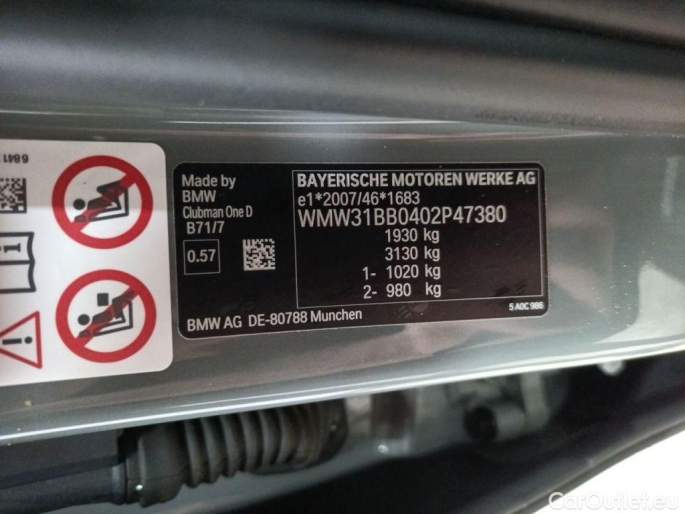 6841
Made by
BMW
Clubman One D
B71/7
0.57
BAYERISCHE MOTOREN WERKE AG
e1*2007/46*1683
WMW31BB0402P47380
1930 kg
3130 kg
1- 1020 kg
2- 980 kg
BMW AG DE-80788 Munchen
5 A0C 986
CarOutlet.eu